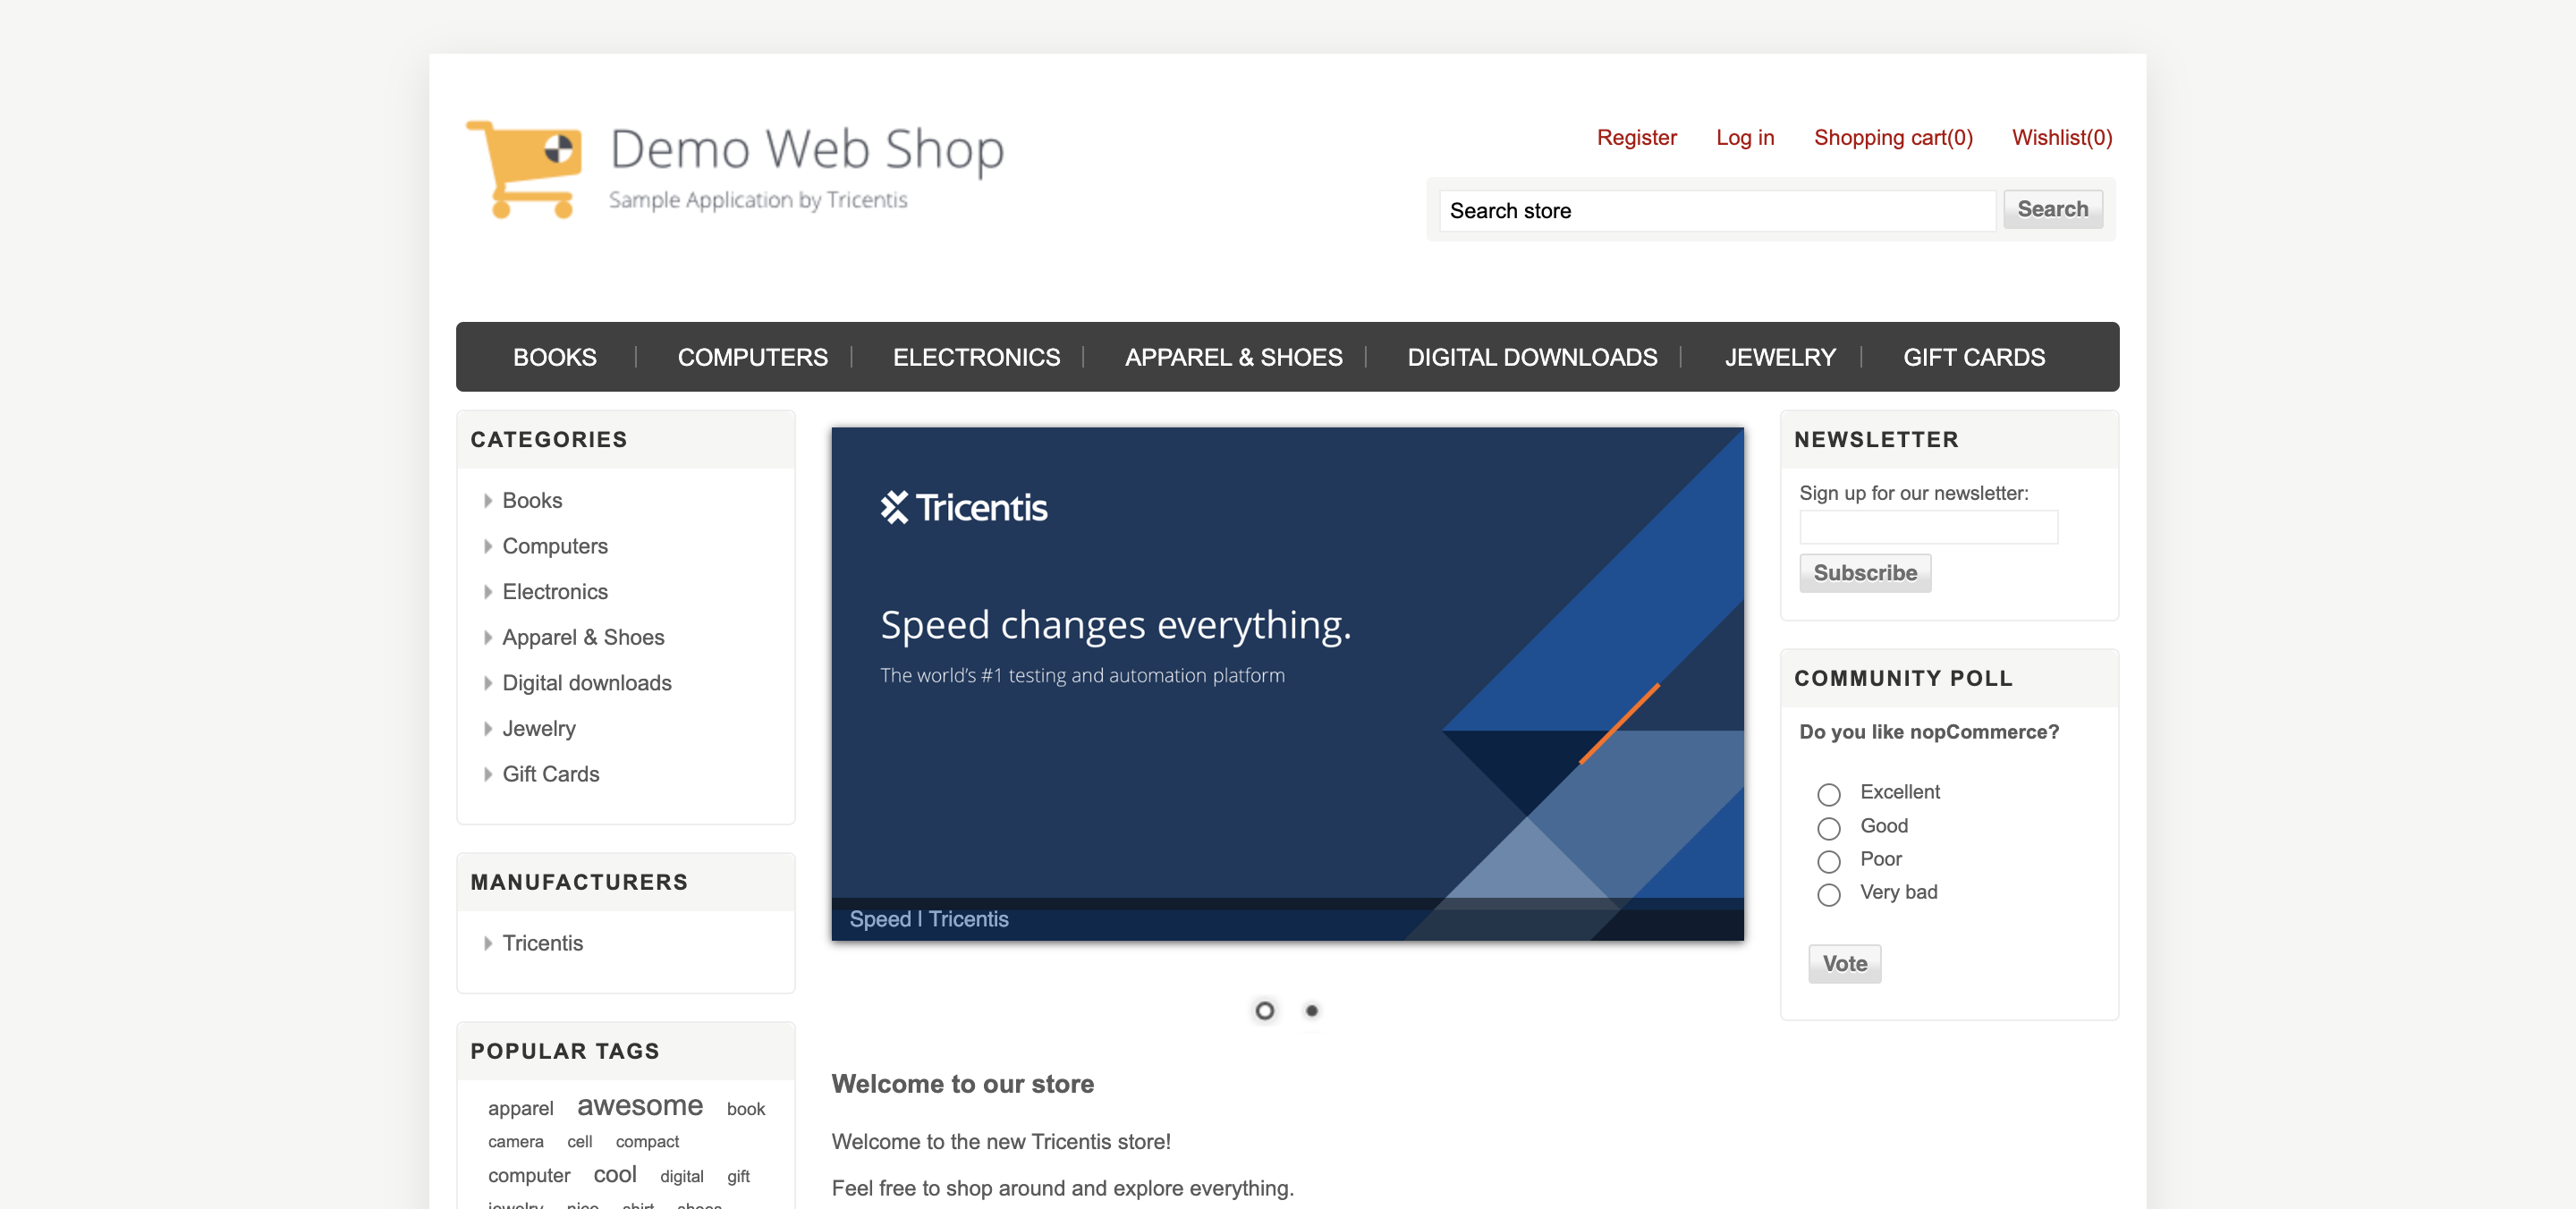 Demo Web Shop
Sample Application by Tricentis
Register Log in Shopping cart(0) Wishlist(0)
Search store Search
BOOKS COMPUTERS ELECTRONICS APPAREL & SHOES DIGITAL DOWNLOADS JEWELRY GIFT CARDS
CATEGORIES
Books
Computers
Electronics
Apparel & Shoes
Digital downloads
Jewelry
Gift Cards
MANUFACTURERS
Tricentis
POPULAR TAGS
apparel awesome book
camera cell compact
computer cool digital gift
jewelry nice shirt shoes
Tricentis
Speed changes everything.
The world's #1 testing and automation platform
Speed | Tricentis
Welcome to our store
Welcome to the new Tricentis store!
Feel free to shop around and explore everything.
NEWSLETTER
Sign up for our newsletter:
Subscribe
COMMUNITY POLL
Do you like nopCommerce?
Excellent
Good
Poor
Very bad
Vote